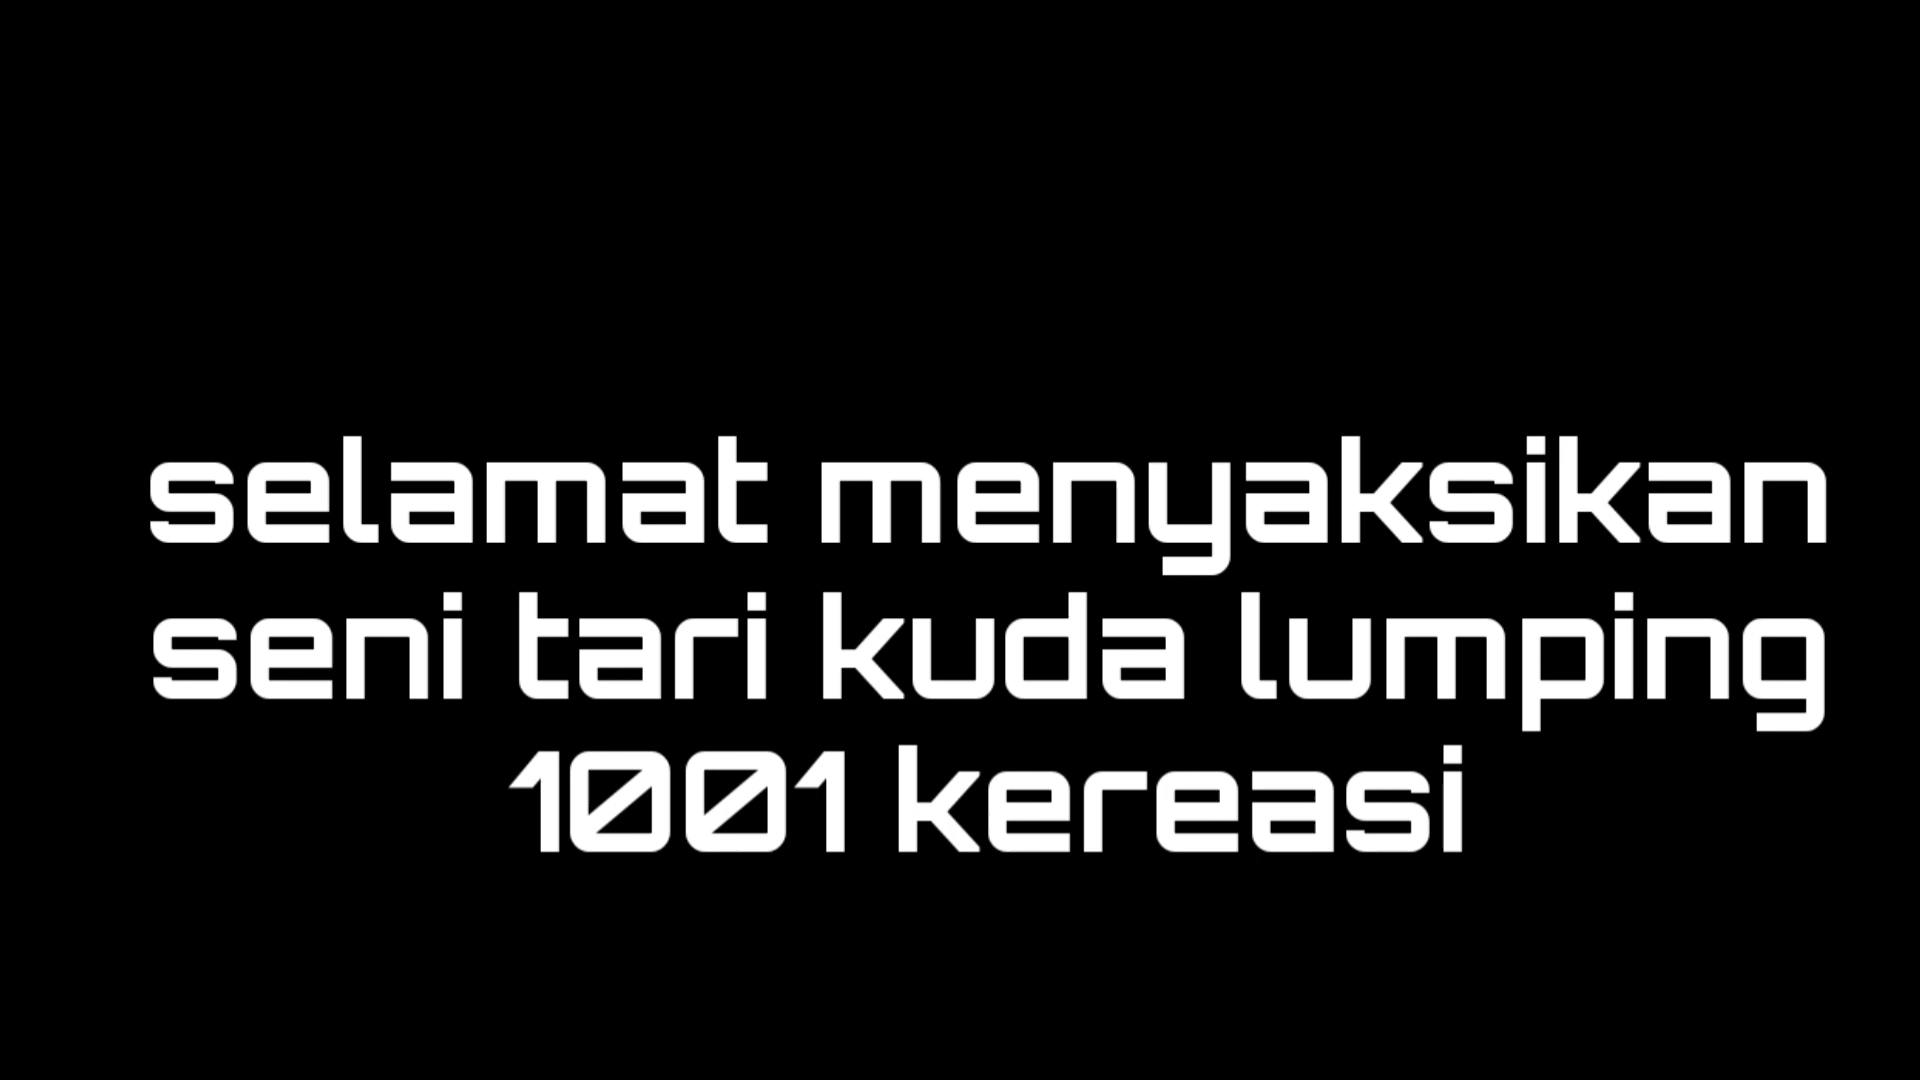 selamat menyaksikan
seni tari kuda lumping
1001 kereasi